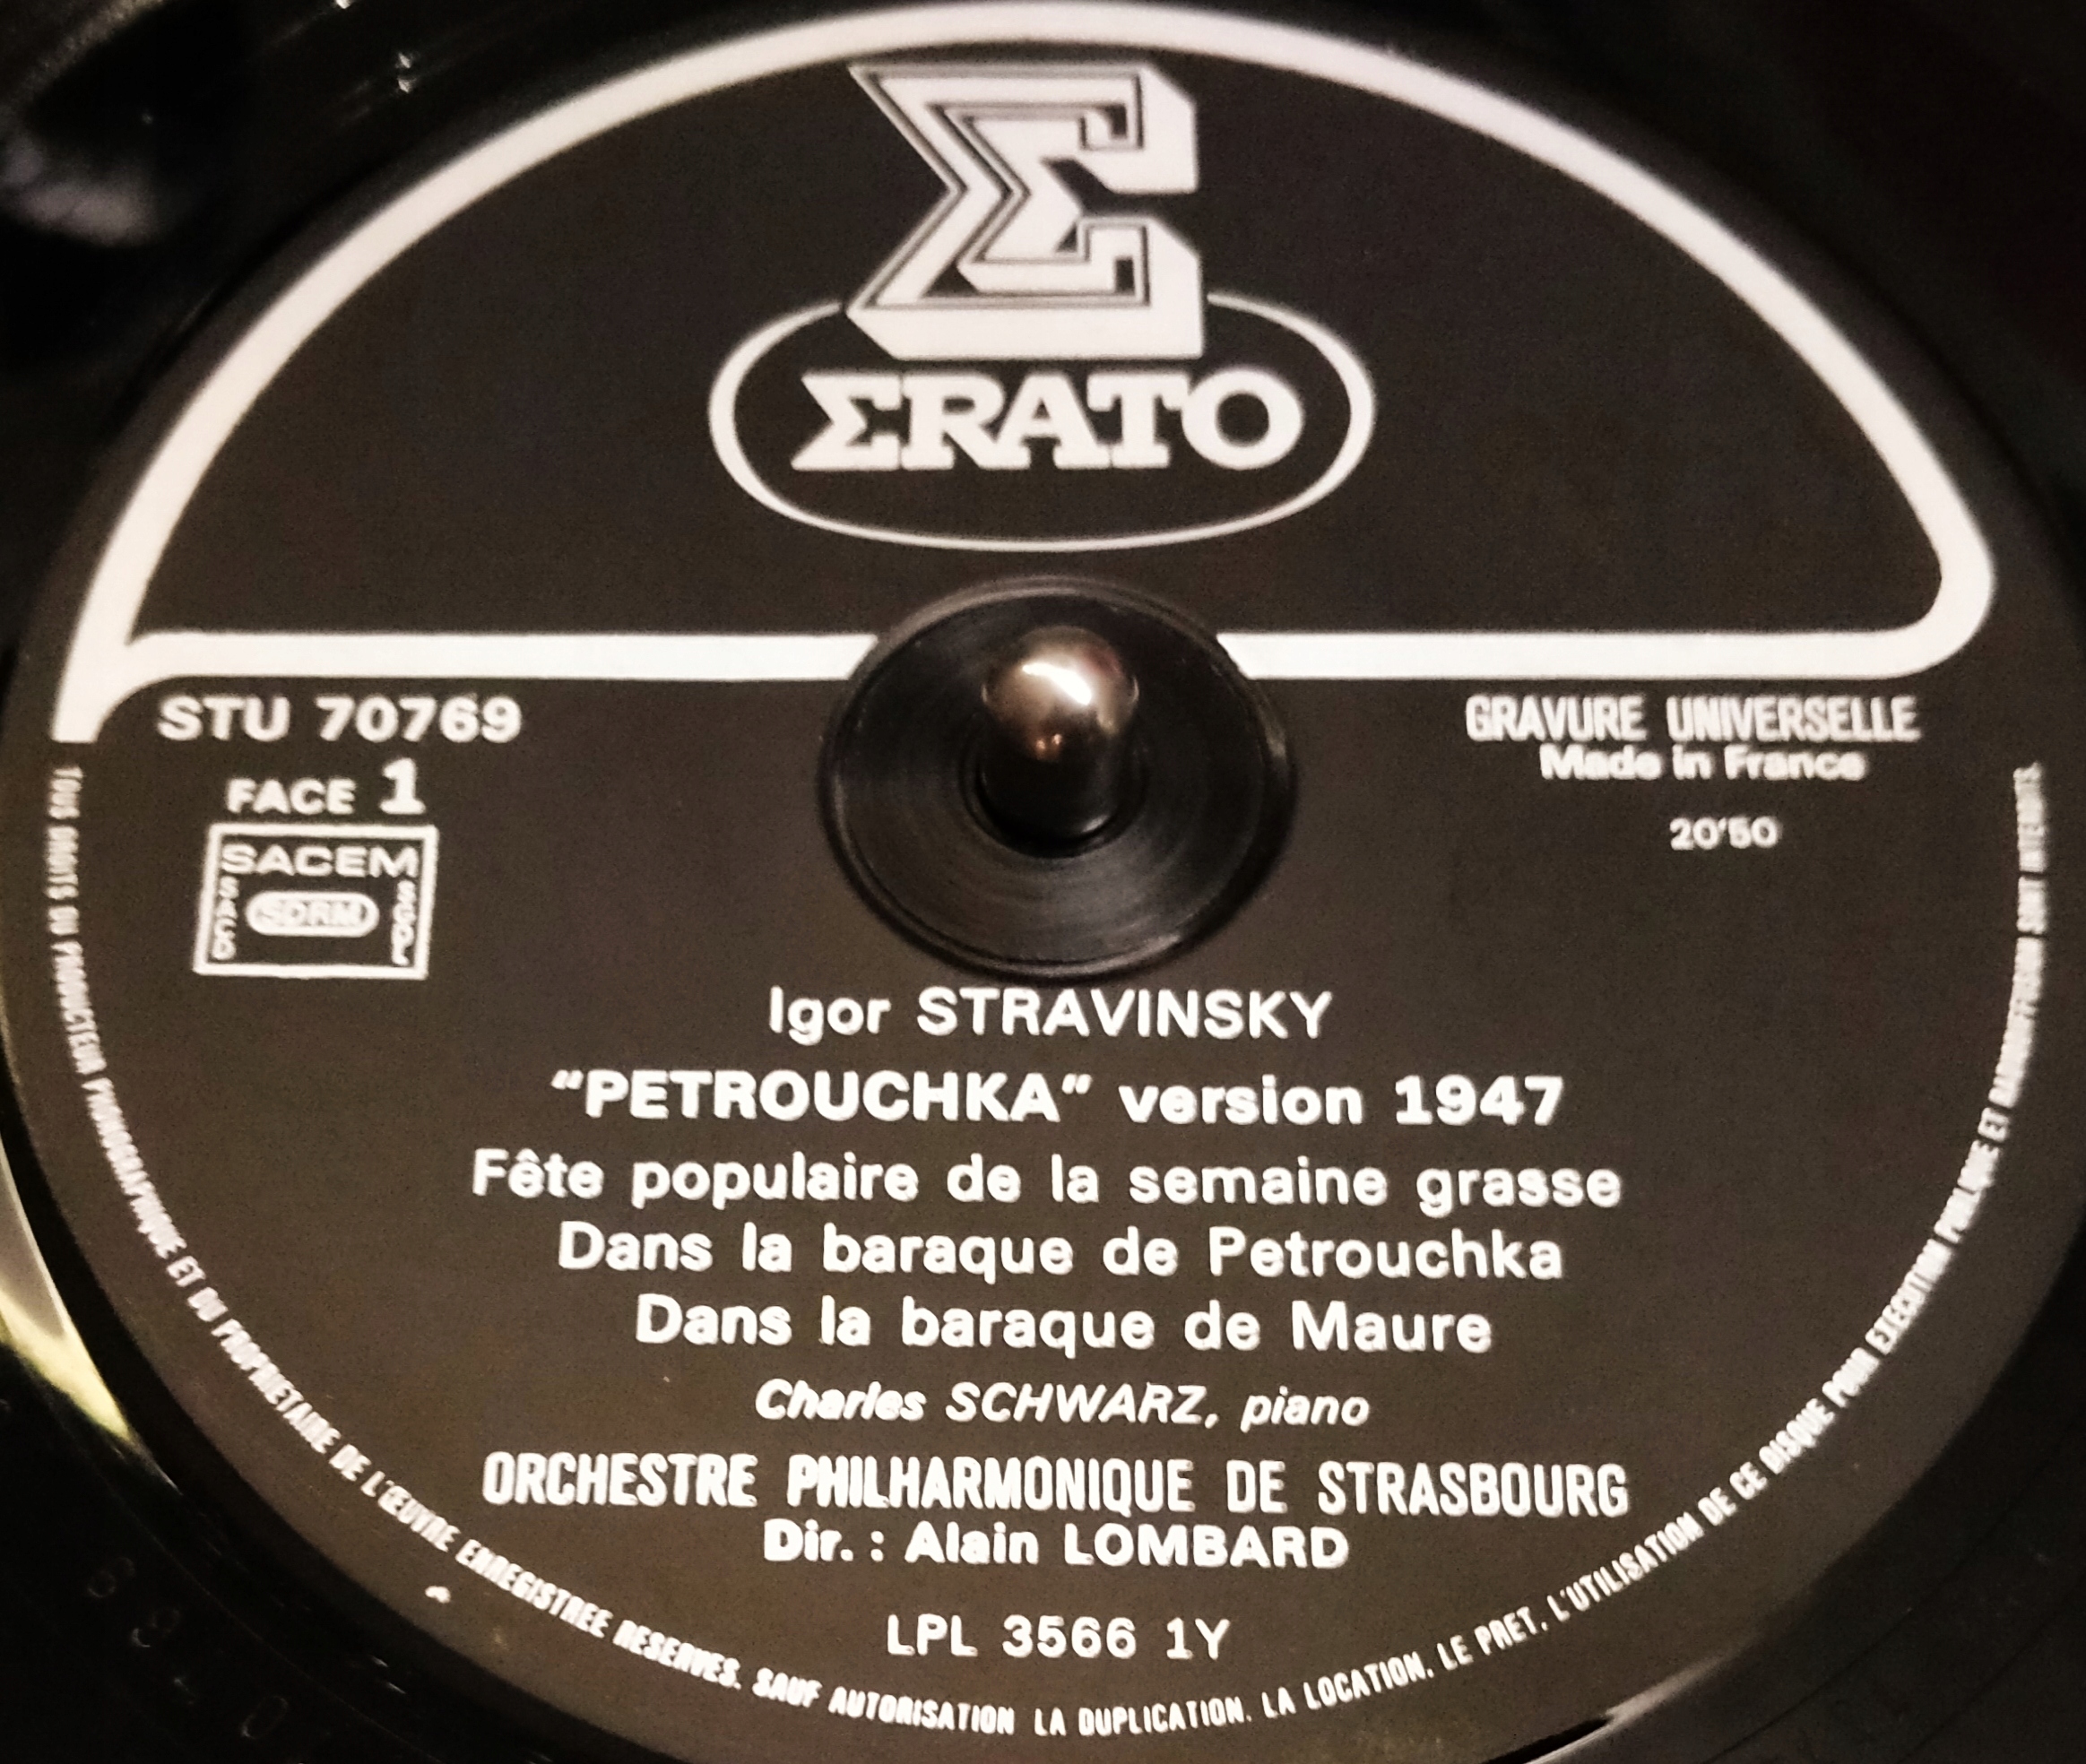 ΣRATO
STU 70769
GRAVURE UNIVERSELLE
Made in France
FACE 1
20'50
SACEM
SACD
SDRM
SGDL
Igor STRAVINSKY
“PETROUCHKA” version 1947
Fête populaire de la semaine grasse
Dans la baraque de Petrouchka
Dans la baraque de Maure
Charles SCHWARZ, piano
ORCHESTRE PHILHARMONIQUE DE STRASBOURG
Dir. : Alain LOMBARD
LPL 3566 1Y
TOUS DROITS DU PRODUCTEUR PHONOGRAPHIQUE ET DU PROPRIETAIRE DE L'ŒUVRE ENREGISTREE RESERVES. SAUF AUTORISATION LA DUPLICATION. LA LOCATION. LE PRET. L'UTILISATION DE CE DISQUE POUR EXECUTION PUBLIQUE ET RADIODIFFUSION SONT INTERDITS.